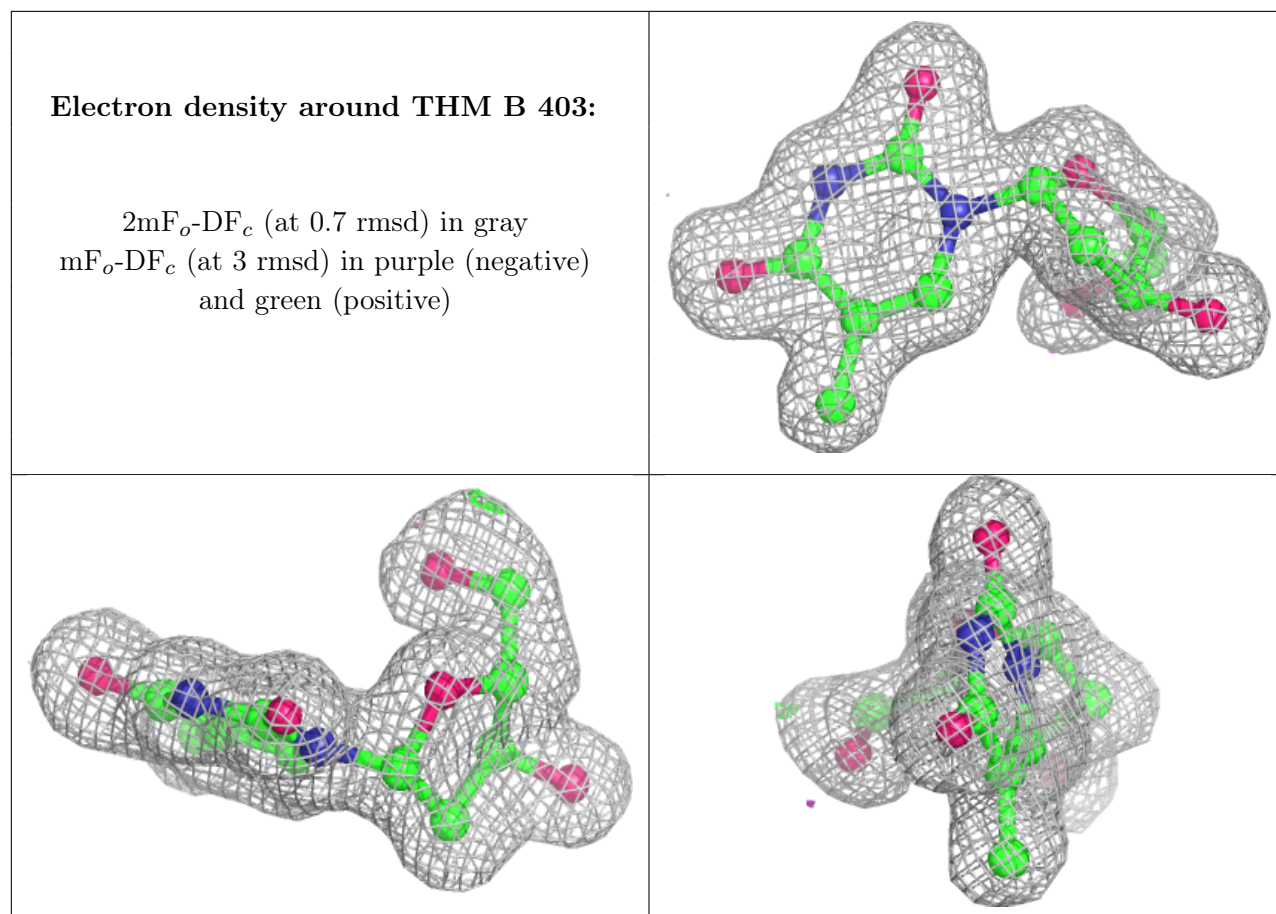 Electron density around THM B 403:
2mFo-DFc (at 0.7 rmsd) in gray
mFo-DFc (at 3 rmsd) in purple (negative)
and green (positive)